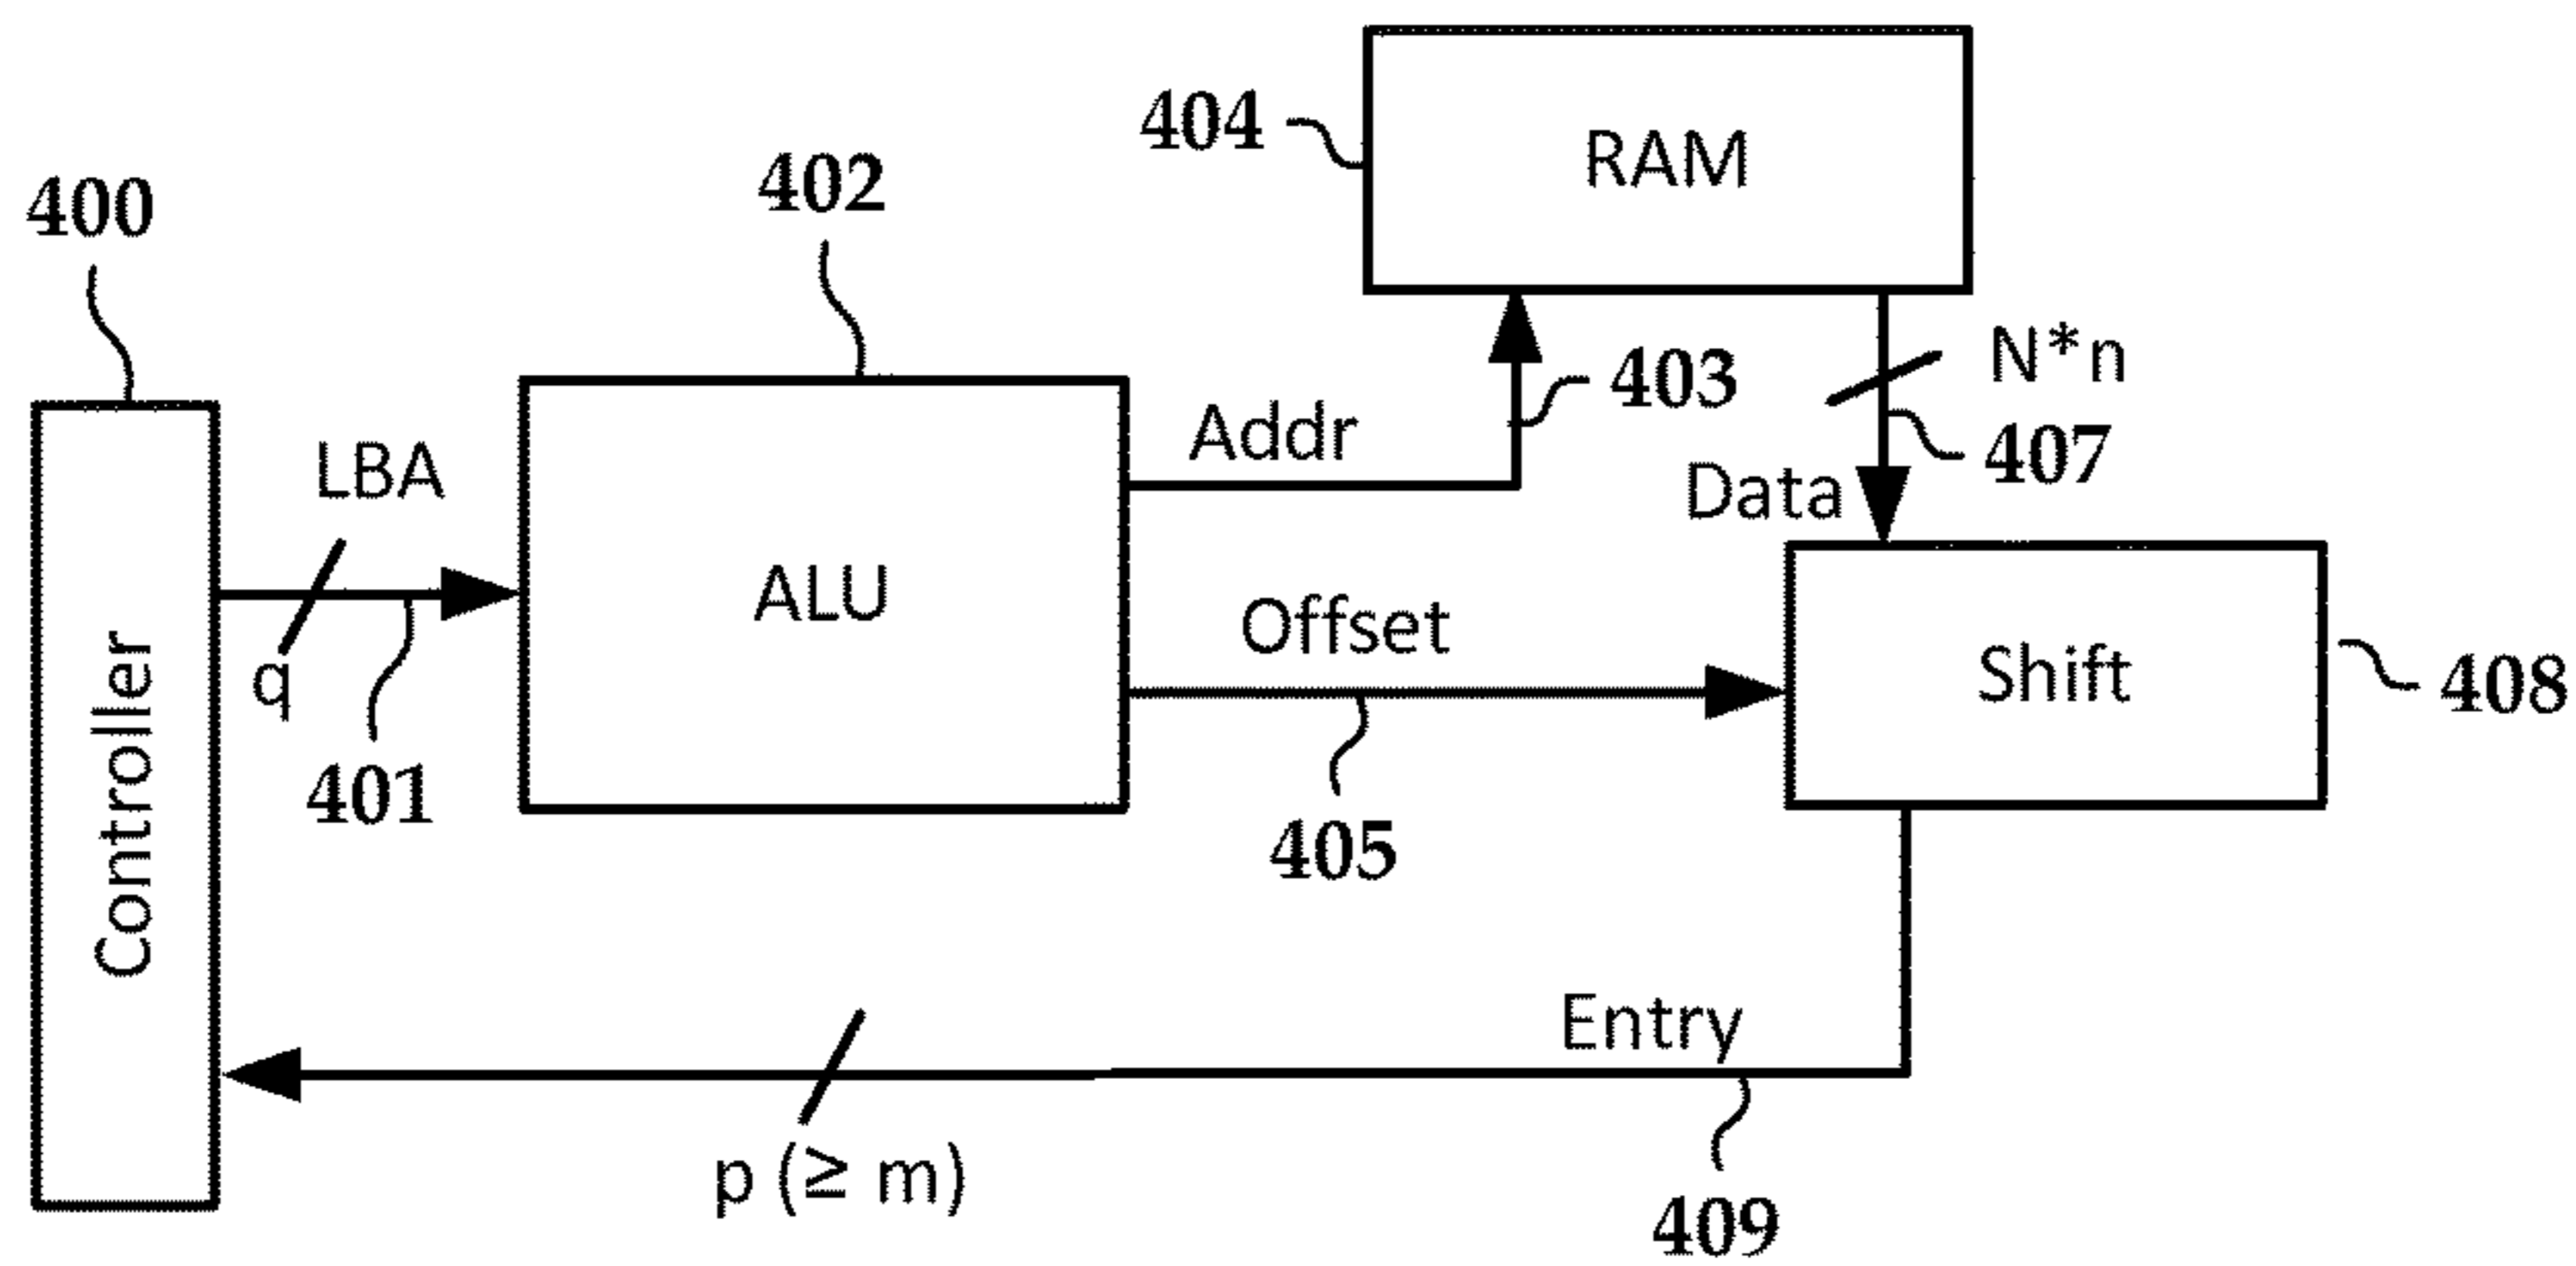 404
RAM
400
402
403
N*n
407
LBA
Addr
Data
ALU
Offset
Shift
408
q
401
405
Controller
Entry
p (≥ m)
409